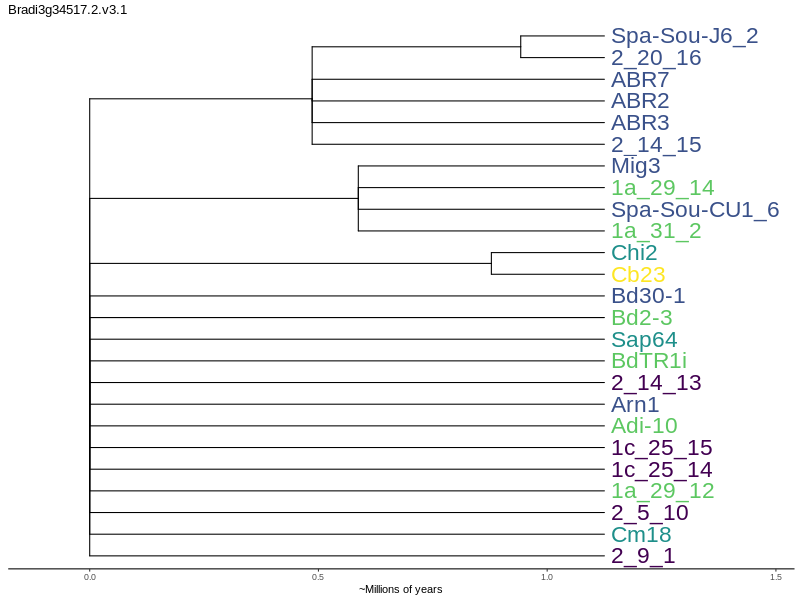 Bradi3g34517.2.v3.1
Spa-Sou-J6_2
2_20_16
ABR7
ABR2
ABR3
2_14_15
Mig3
1a_29_14
Spa-Sou-CU1_6
1a_31_2
Chi2
Cb23
Bd30-1
Bd2-3
Sap64
BdTR1i
2_14_13
Arn1
Adi-10
1c_25_15
1c_25_14
1a_29_12
2_5_10
Cm18
2_9_1
0.0 0.5 1.0 1.5
~Millions of years